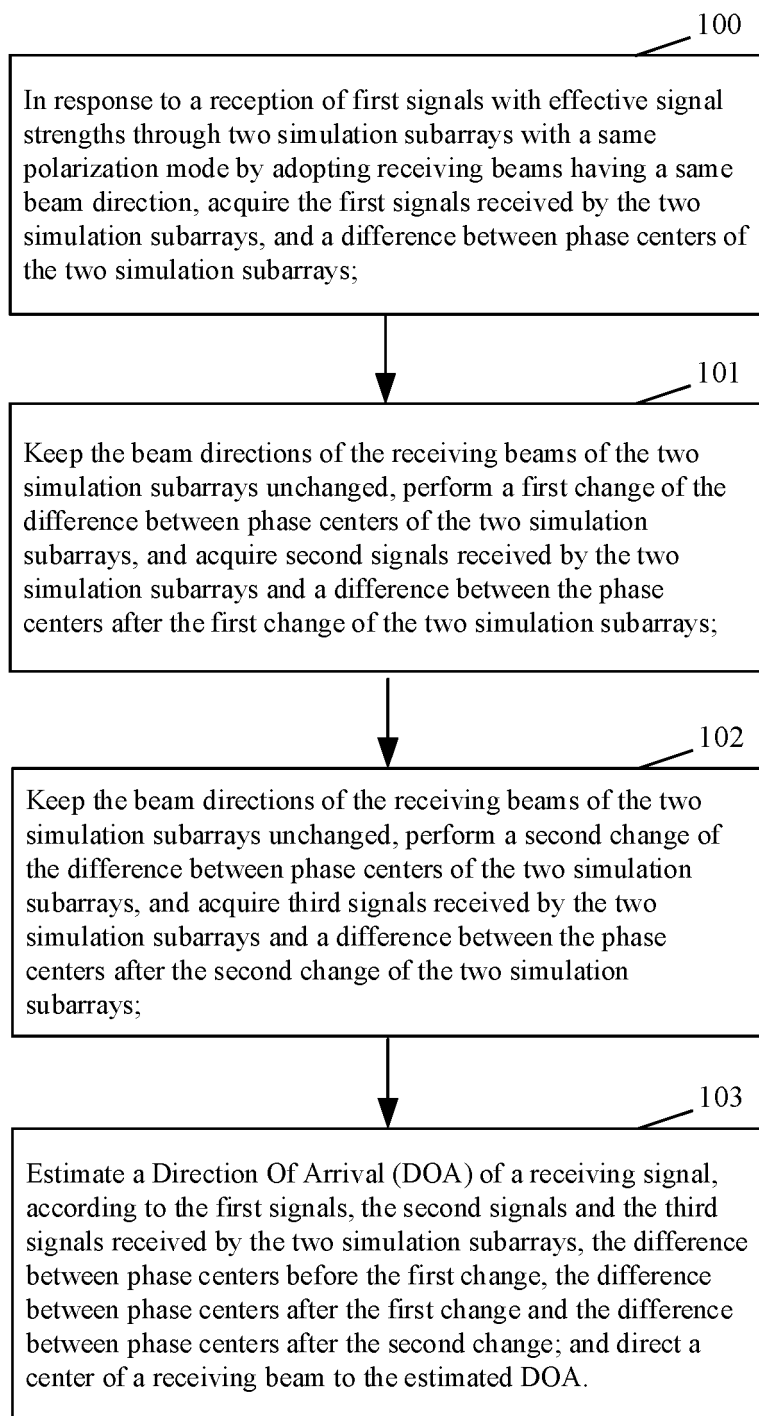 100
In response to a reception of first signals with effective signal
strengths through two simulation subarrays with a same
polarization mode by adopting receiving beams having a same
beam direction, acquire the first signals received by the two
simulation subarrays, and a difference between phase centers of
the two simulation subarrays;
101
Keep the beam directions of the receiving beams of the two
simulation subarrays unchanged, perform a first change of the
difference between phase centers of the two simulation
subarrays, and acquire second signals received by the two
simulation subarrays and a difference between the phase
centers after the first change of the two simulation subarrays;
102
Keep the beam directions of the receiving beams of the two
simulation subarrays unchanged, perform a second change of
the difference between phase centers of the two simulation
subarrays, and acquire third signals received by the two
simulation subarrays and a difference between the phase
centers after the second change of the two simulation
subarrays;
103
Estimate a Direction Of Arrival (DOA) of a receiving signal,
according to the first signals, the second signals and the third
signals received by the two simulation subarrays, the difference
between phase centers before the first change, the difference
between phase centers after the first change and the difference
between phase centers after the second change; and direct a
center of a receiving beam to the estimated DOA.